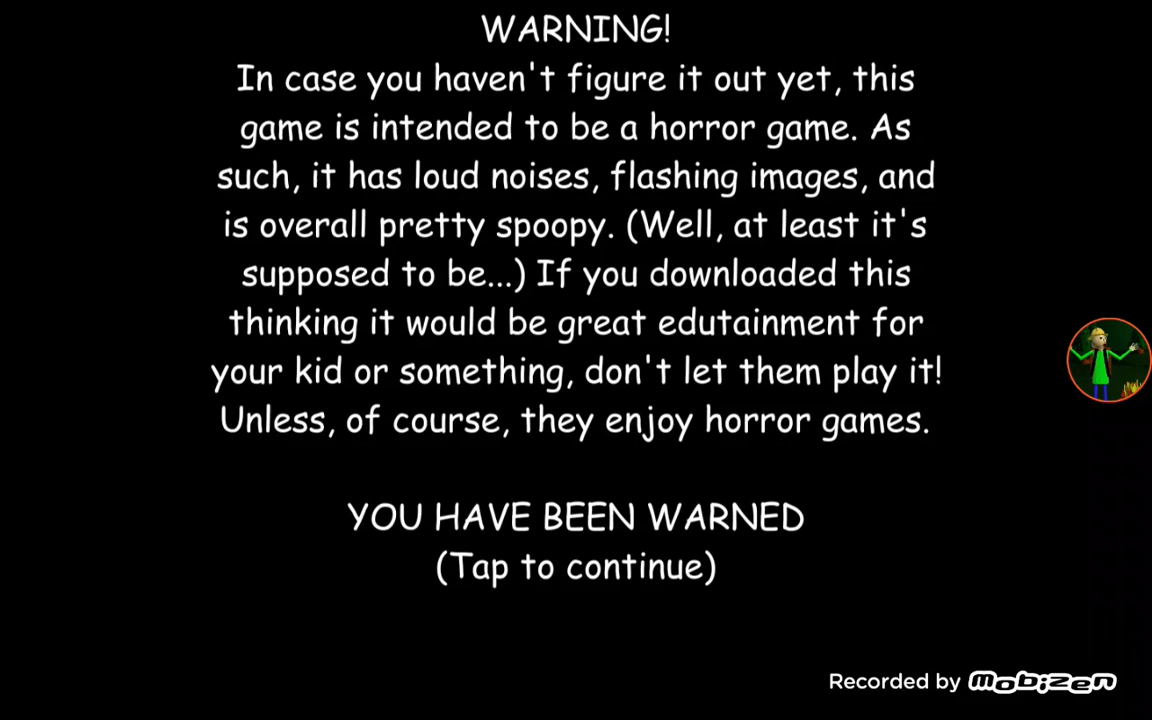 WARNING!
In case you haven't figure it out yet, this
game is intended to be a horror game. As
such, it has loud noises, flashing images, and
is overall pretty spoopy. (Well, at least it's
supposed to be...) If you downloaded this
thinking it would be great edutainment for
your kid or something, don't let them play it!
Unless, of course, they enjoy horror games.
YOU HAVE BEEN WARNED
(Tap to continue)
Recorded by Mobizen